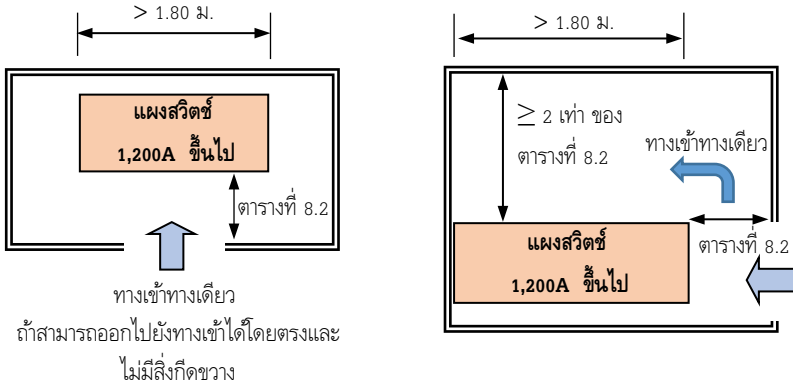 > 1.80 ม.
แผงสวิตช์
1,200A ขึ้นไป
ตารางที่ 8.2
ทางเข้าทางเดียว
ถ้าสามารถออกไปยังทางเข้าได้โดยตรงและ
ไม่มีสิ่งกีดขวาง
> 1.80 ม.
≥ 2 เท่า ของ
ตารางที่ 8.2
ทางเข้าทางเดียว
แผงสวิตช์
1,200A ขึ้นไป
ตารางที่ 8.2